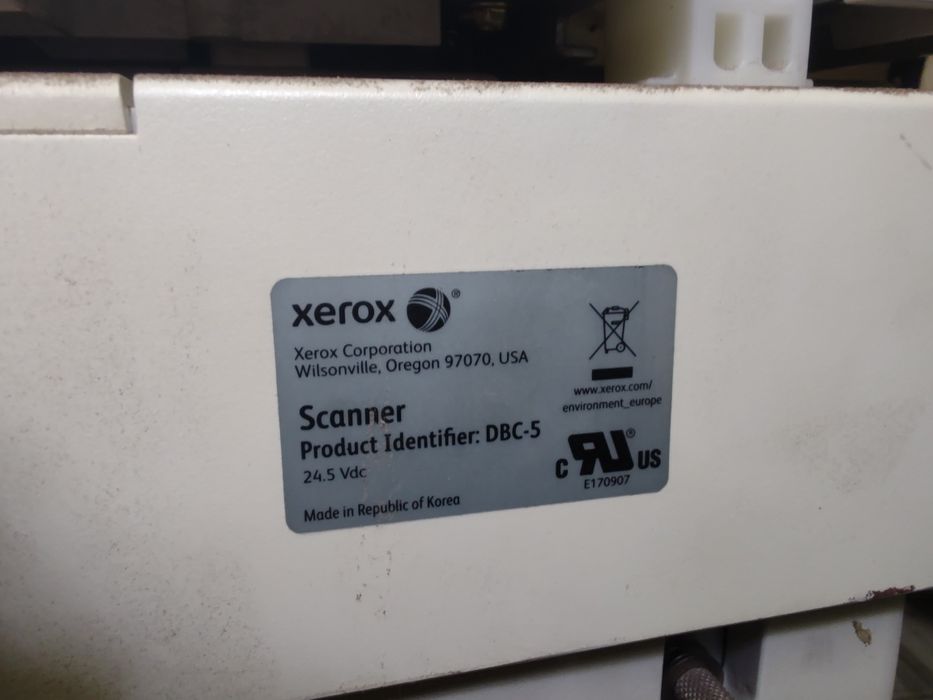 xerox ®
Xerox Corporation
Wilsonville, Oregon 97070, USA
www.xerox.com/
environment_europe
Scanner
Product Identifier: DBC-5
24.5 Vdc
C RU ® US
E170907
Made in Republic of Korea